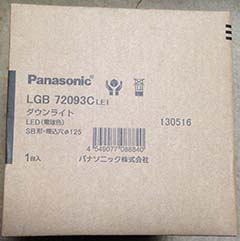 Panasonic
LGB 72093C LE1
ダウンライト
LED(電球色)
130516
SB形・埋込穴φ125
4 549077 088840
1台入
パナソニック株式会社